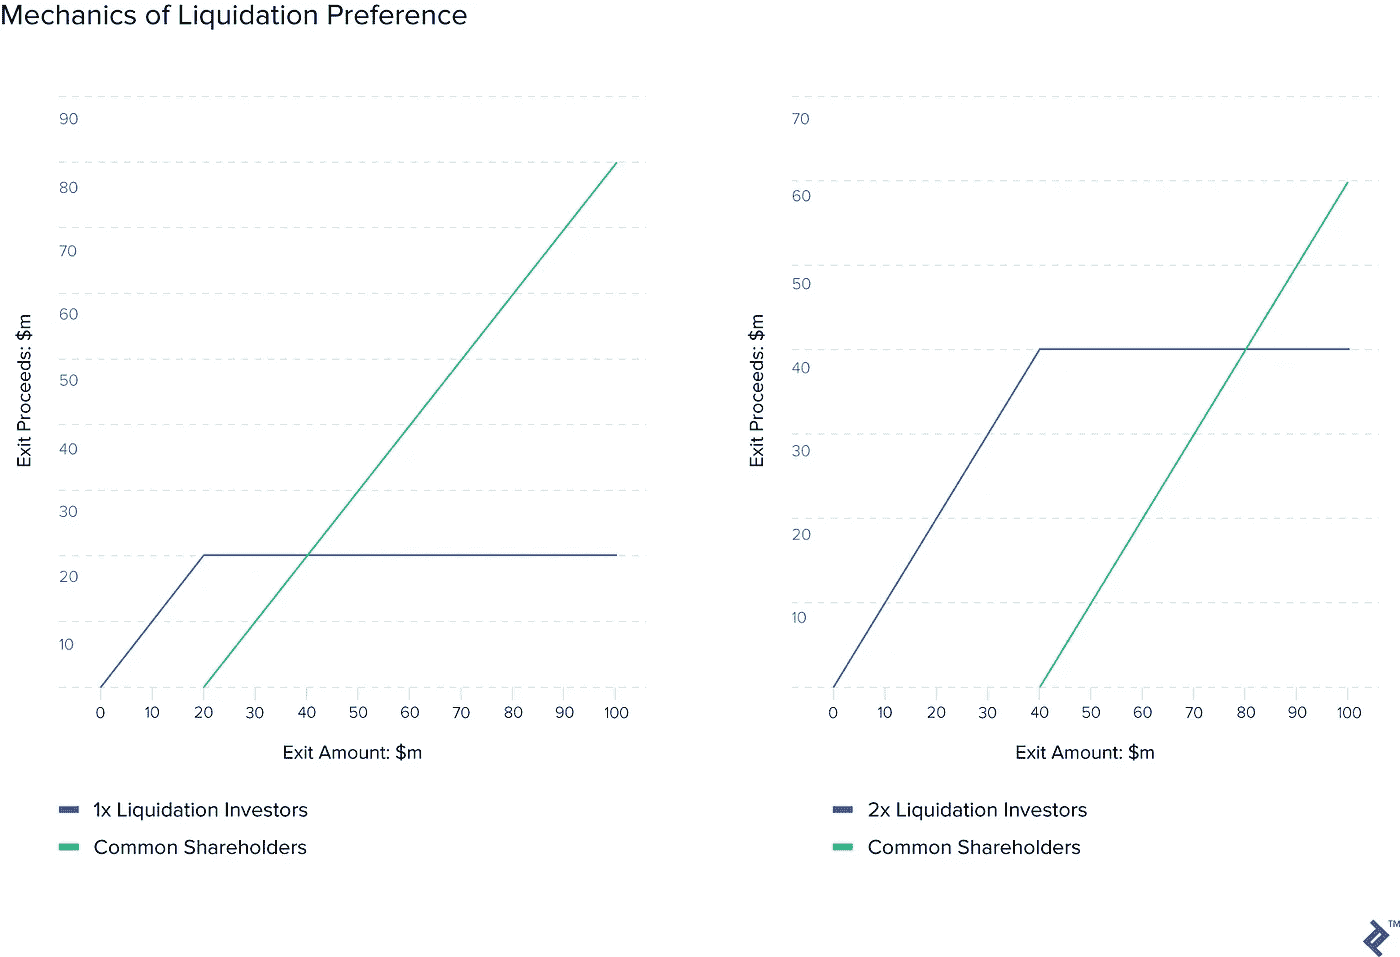 Mechanics of Liquidation Preference
90
80
70
60
50
40
30
20
10
Exit Proceeds: $m
0 10 20 30 40 50 60 70 80 90 100
Exit Amount: $m
1x Liquidation Investors
Common Shareholders
70
60
50
40
30
20
10
Exit Proceeds: $m
0 10 20 30 40 50 60 70 80 90 100
Exit Amount: $m
2x Liquidation Investors
Common Shareholders
TM